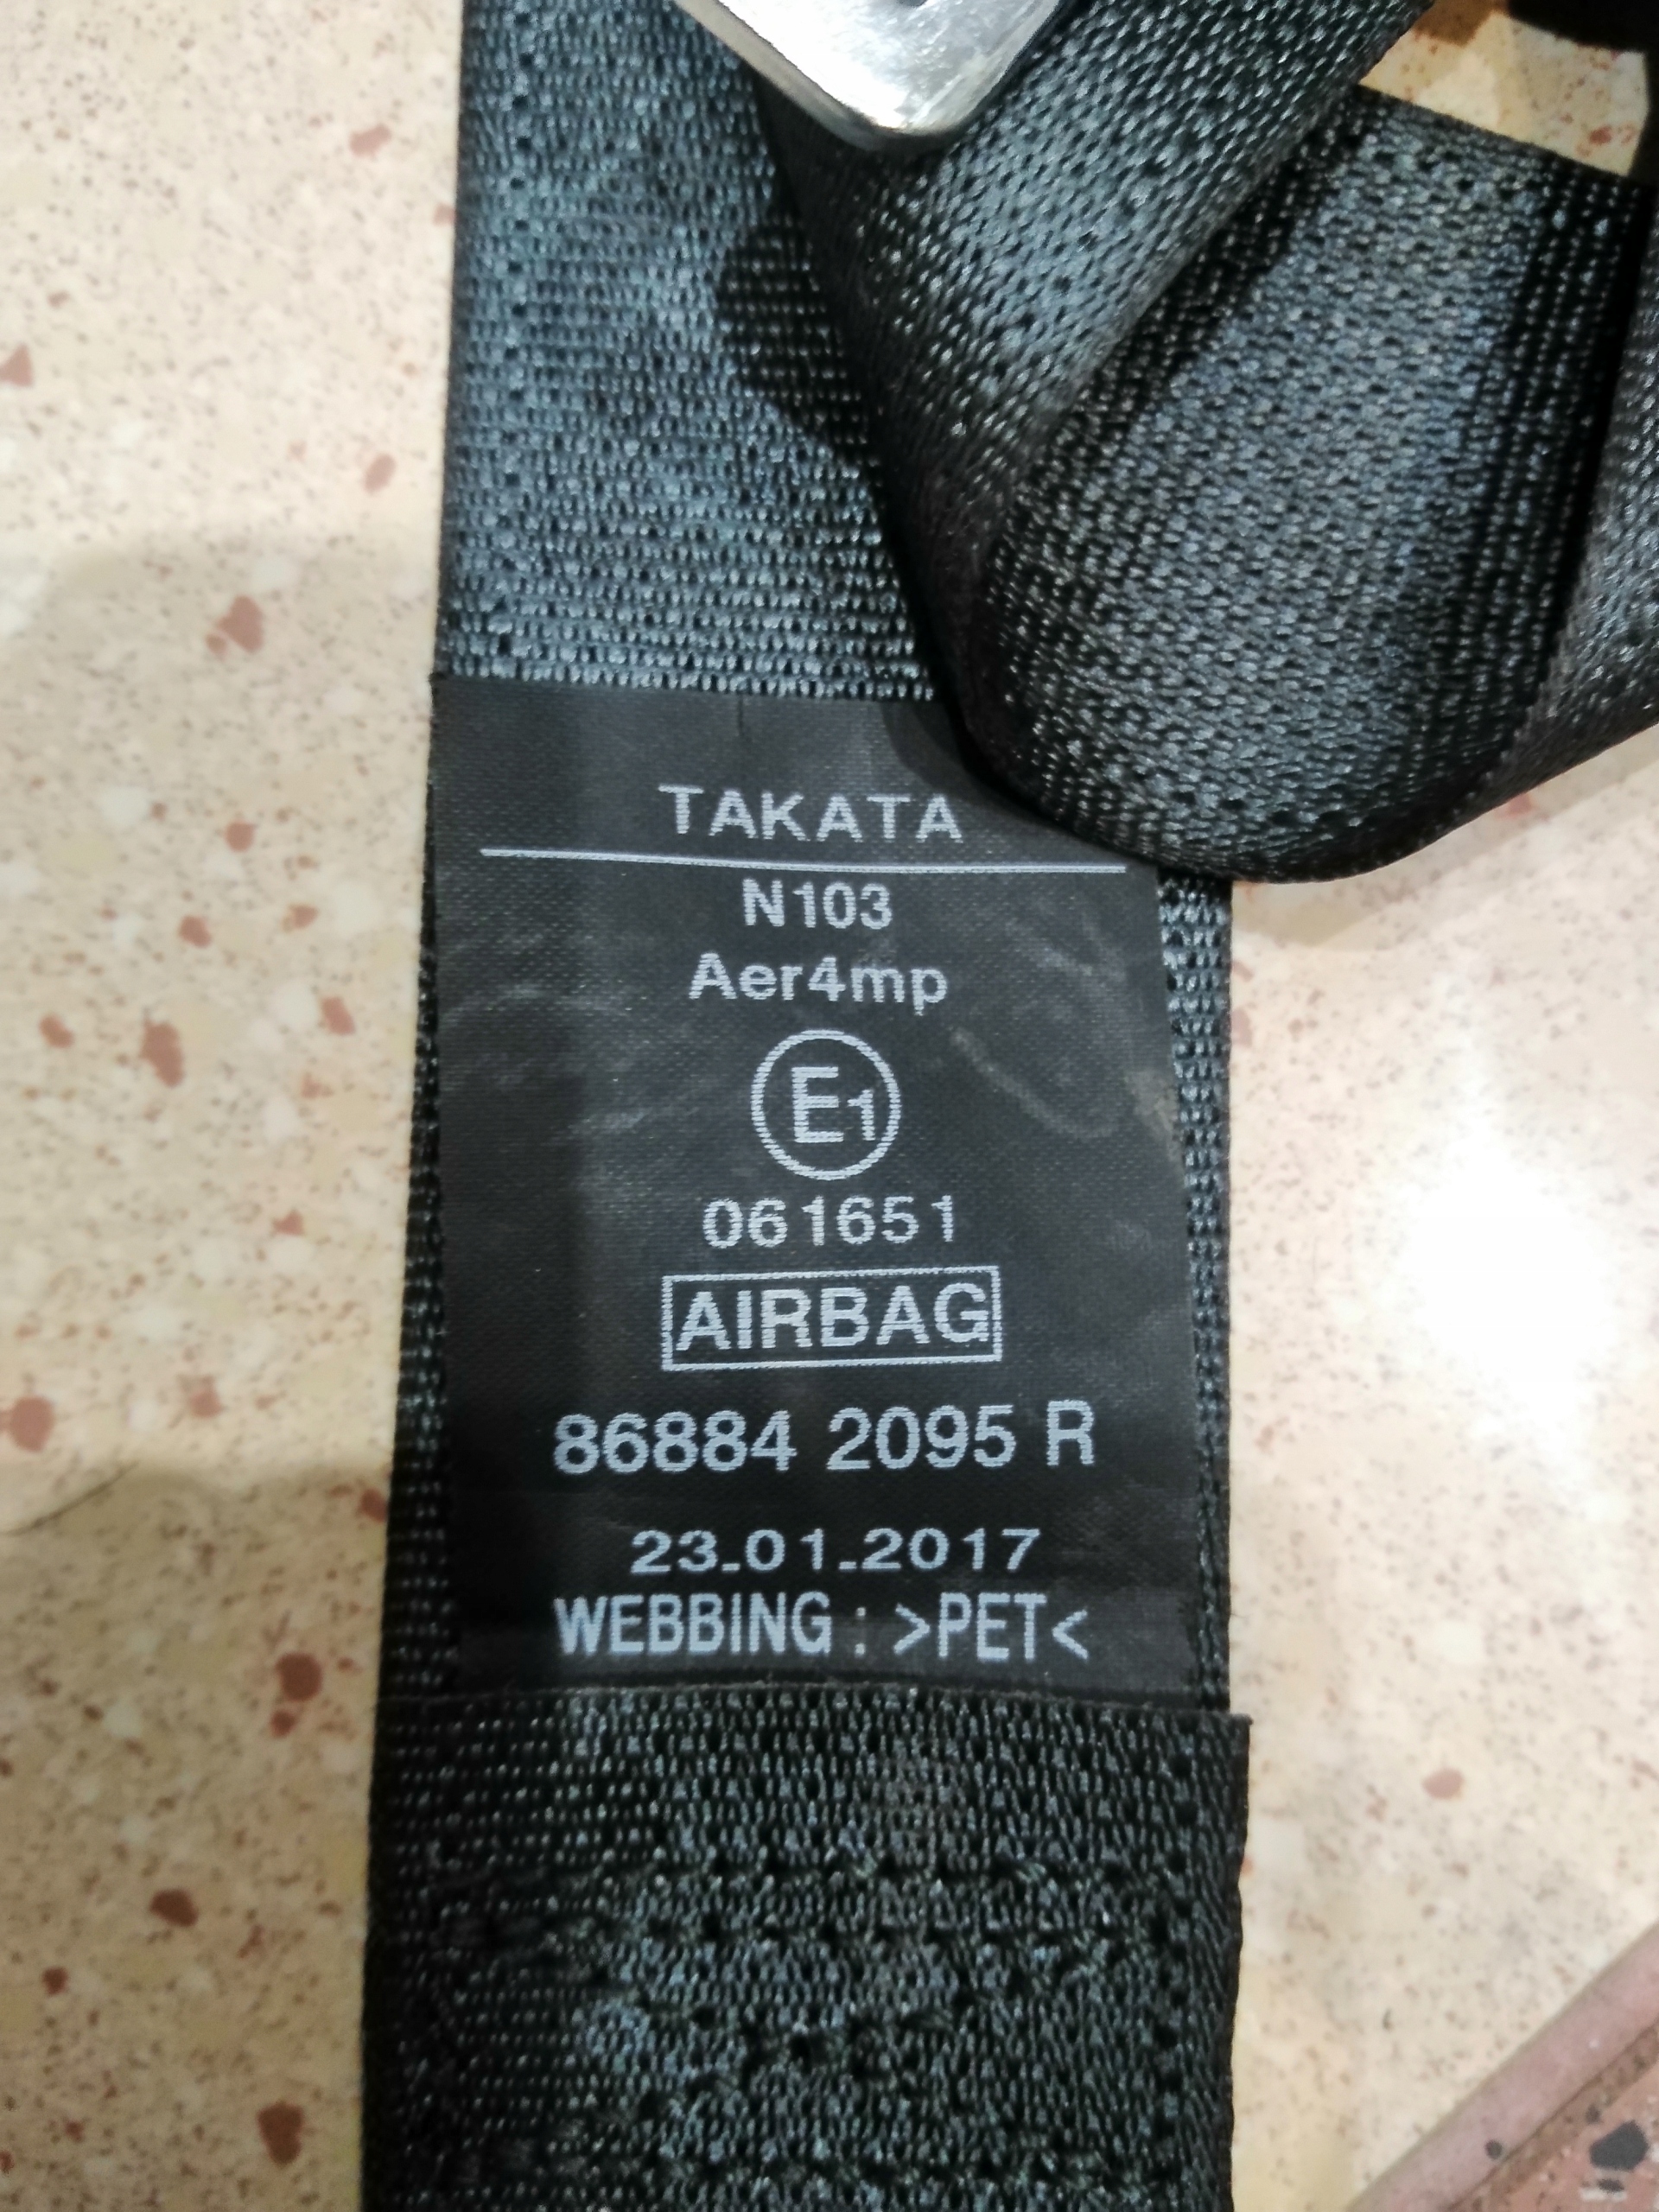 TAKATA
N103
Aer4mp
E1
061651
AIRBAG
86884 2095 R
23.01.2017
WEBBING : >PET<